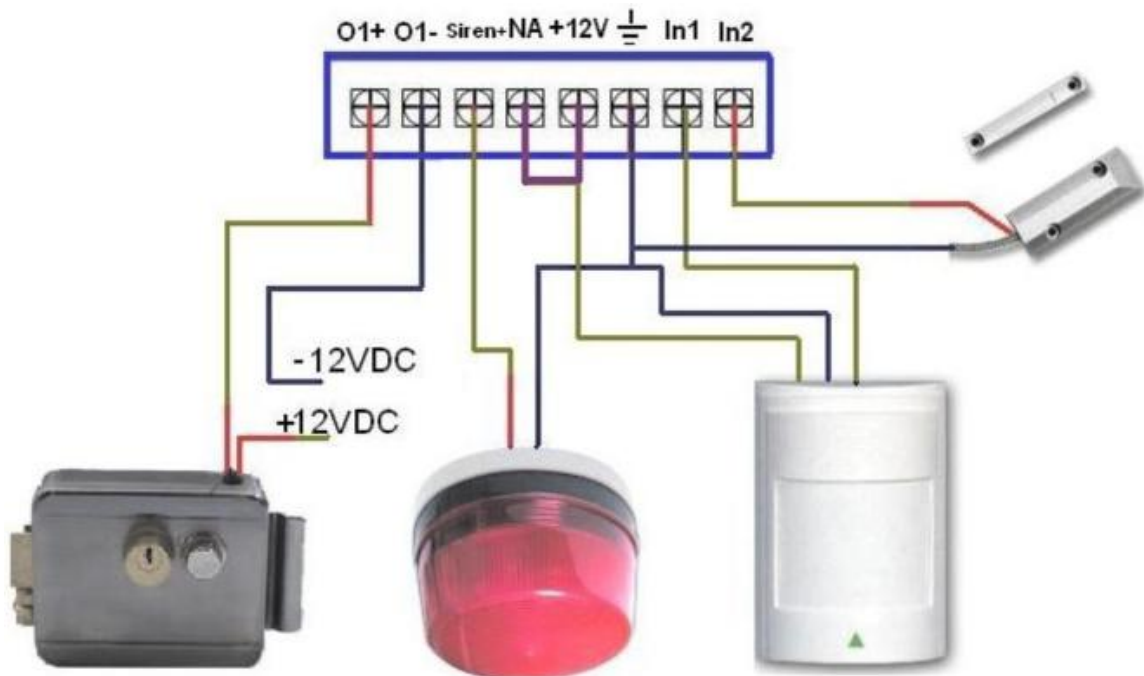 O1+ O1- Siren+ NA +12V In1 In2
-12VDC
+12VDC